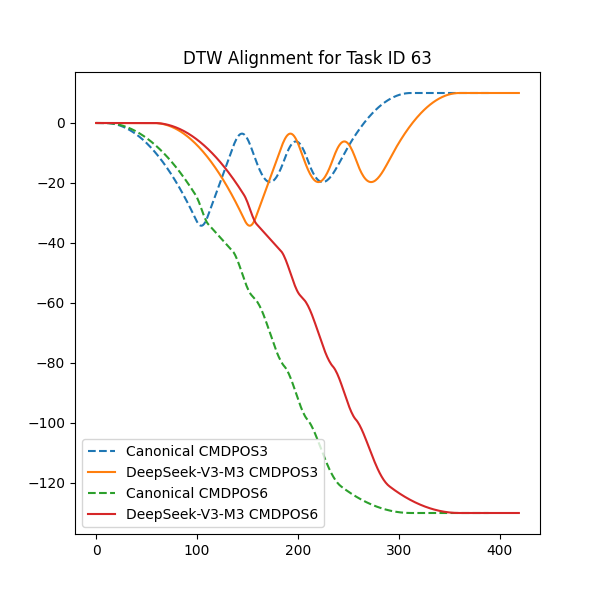 DTW Alignment for Task ID 63
0
−20
−40
−60
−80
−100
−120
0
100
200
300
400
Canonical CMDPOS3
DeepSeek-V3-M3 CMDPOS3
Canonical CMDPOS6
DeepSeek-V3-M3 CMDPOS6